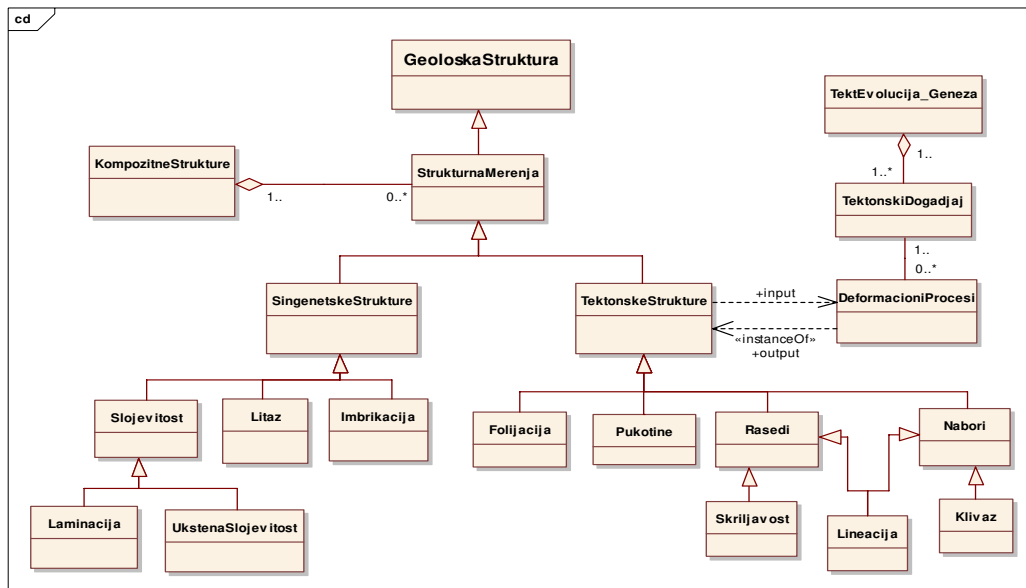 cd
GeoloskaStruktura
TektEvolucija_Geneza
KompozitneStrukture
StrukturnaMerenja
1..
0..*
1..
1..*
TektonskiDogadjaj
1..
0..*
SingenetskeStrukture
TektonskeStrukture
+input
DeformacioniProcesi
«instanceOf»
+output
Slojevitost
Litaz
Imbrikacija
Folijacija
Pukotine
Rasedi
Nabori
Laminacija
UkstenaSlojevitost
Skriljavost
Lineacija
Klivaz